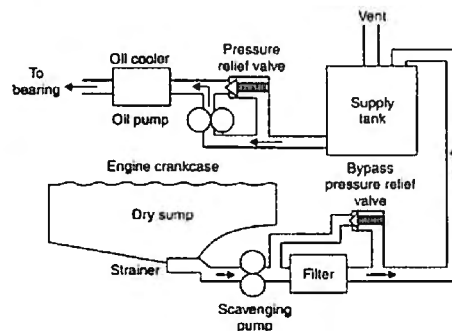 Vent
Oil cooler
Pressure
relief valve
To
bearing
Supply
tank
Oil pump
Engine crankcase
Bypass
pressure relief
valve
Dry sump
Strainer
Filter
Scavenging
pump